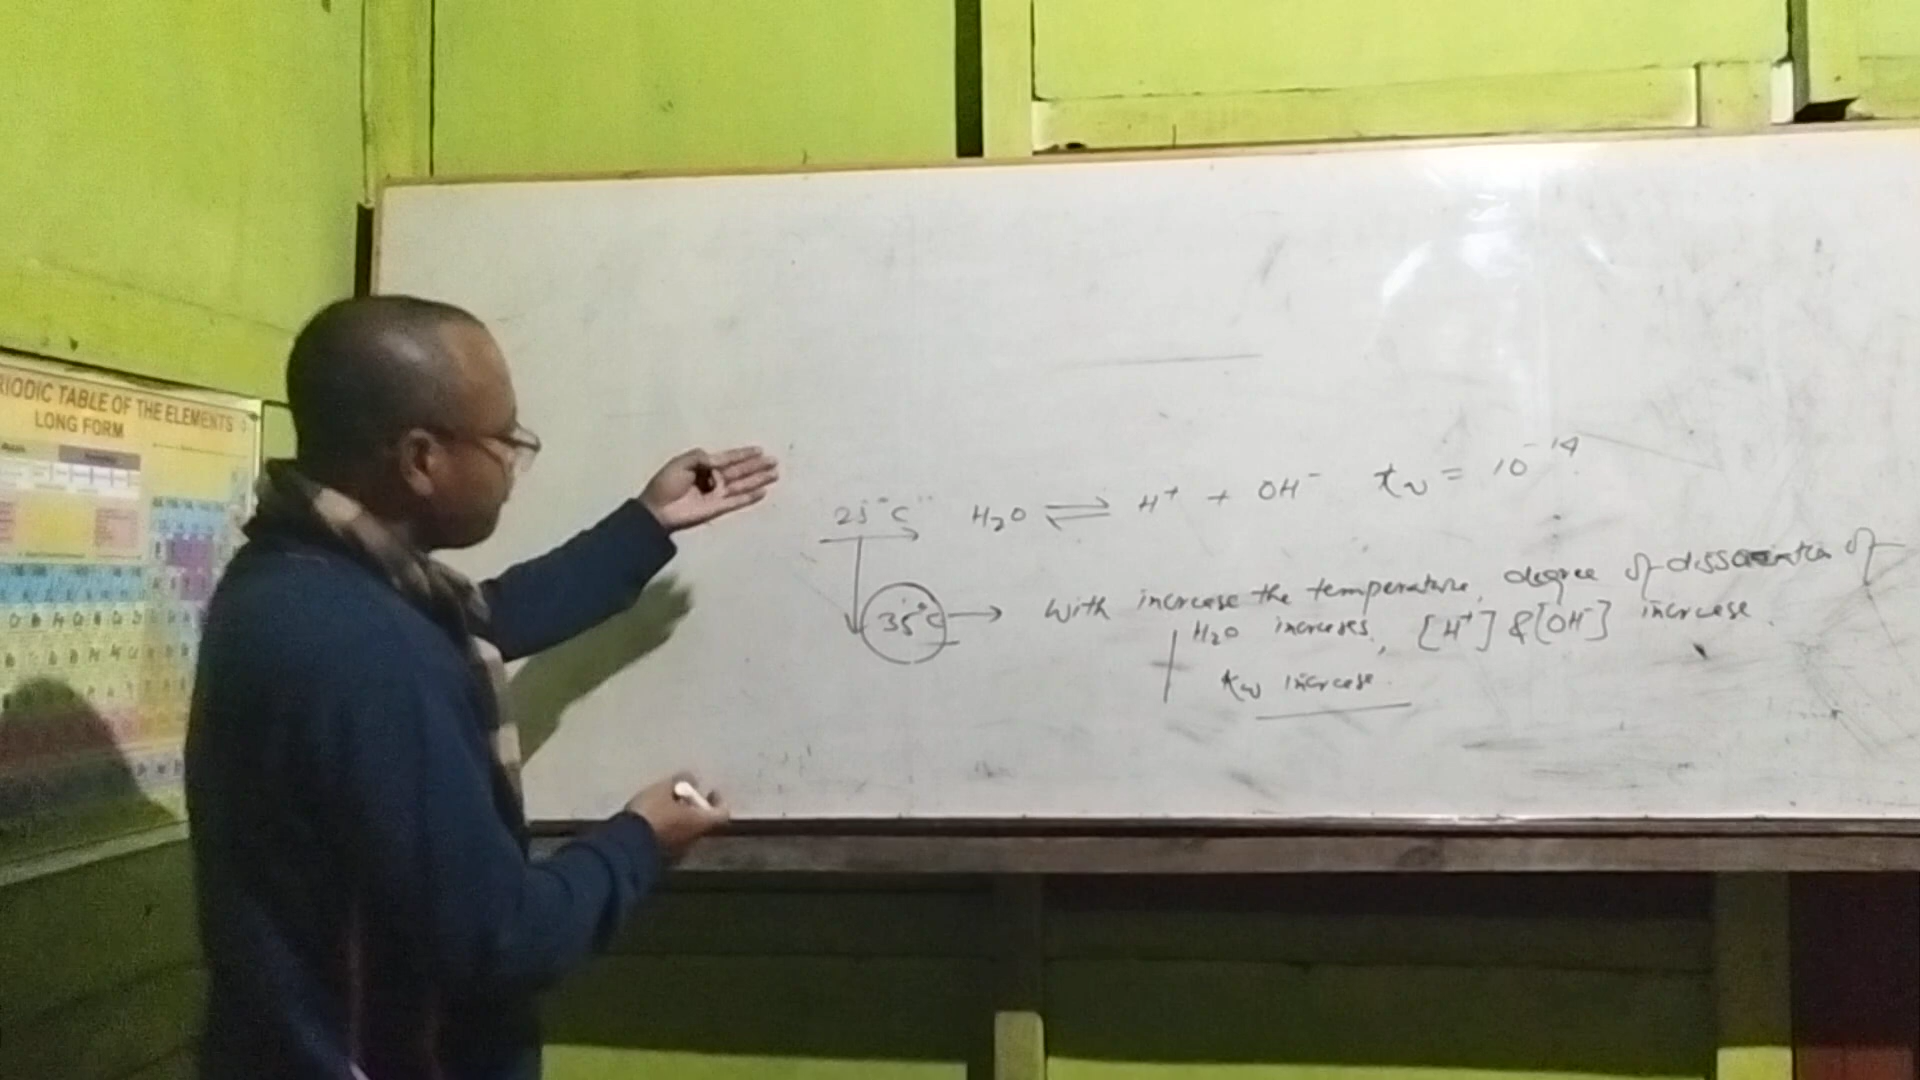 RIODIC TABLE OF THE ELEMENTS
LONG FORM
25°C H₂O ⇌ H⁺ + OH⁻ Kw = 10⁻¹⁴
35°C → With increase the temperature, degree of dissociation of
H₂O increases, [H⁺] & [OH⁻] increase.
Kw increase.